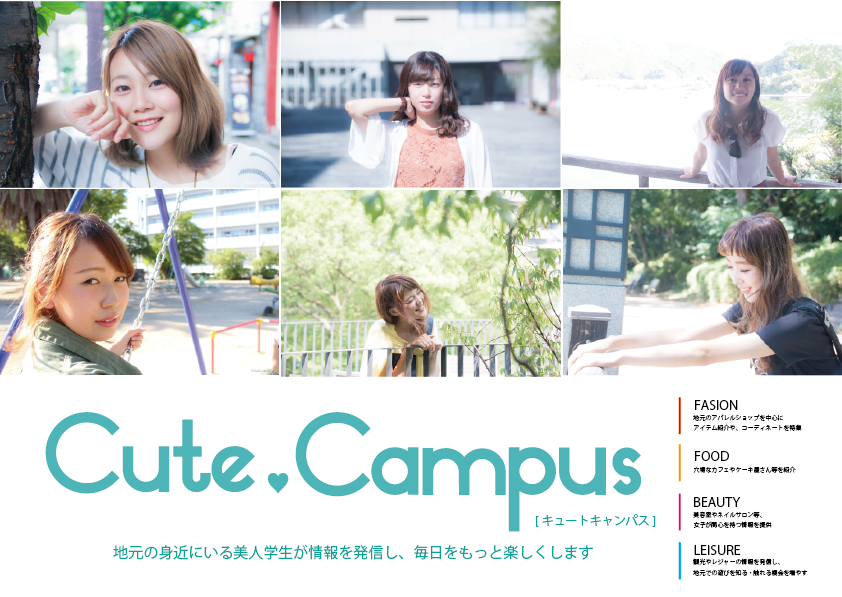 Cute♥Campus
[ キュートキャンパス ]
地元の身近にいる美人学生が情報を発信し、毎日をもっと楽しくします
FASION
地元のアパレルショップを中心に
アイテム紹介や、コーディネートを特集
FOOD
穴場なカフェやケーキ屋さん等を紹介
BEAUTY
美容室やネイルサロン等、
女子が関心を持つ情報を提供
LEISURE
観光やレジャーの情報を発信し、
地元での遊びを知る・触れる機会を増やす